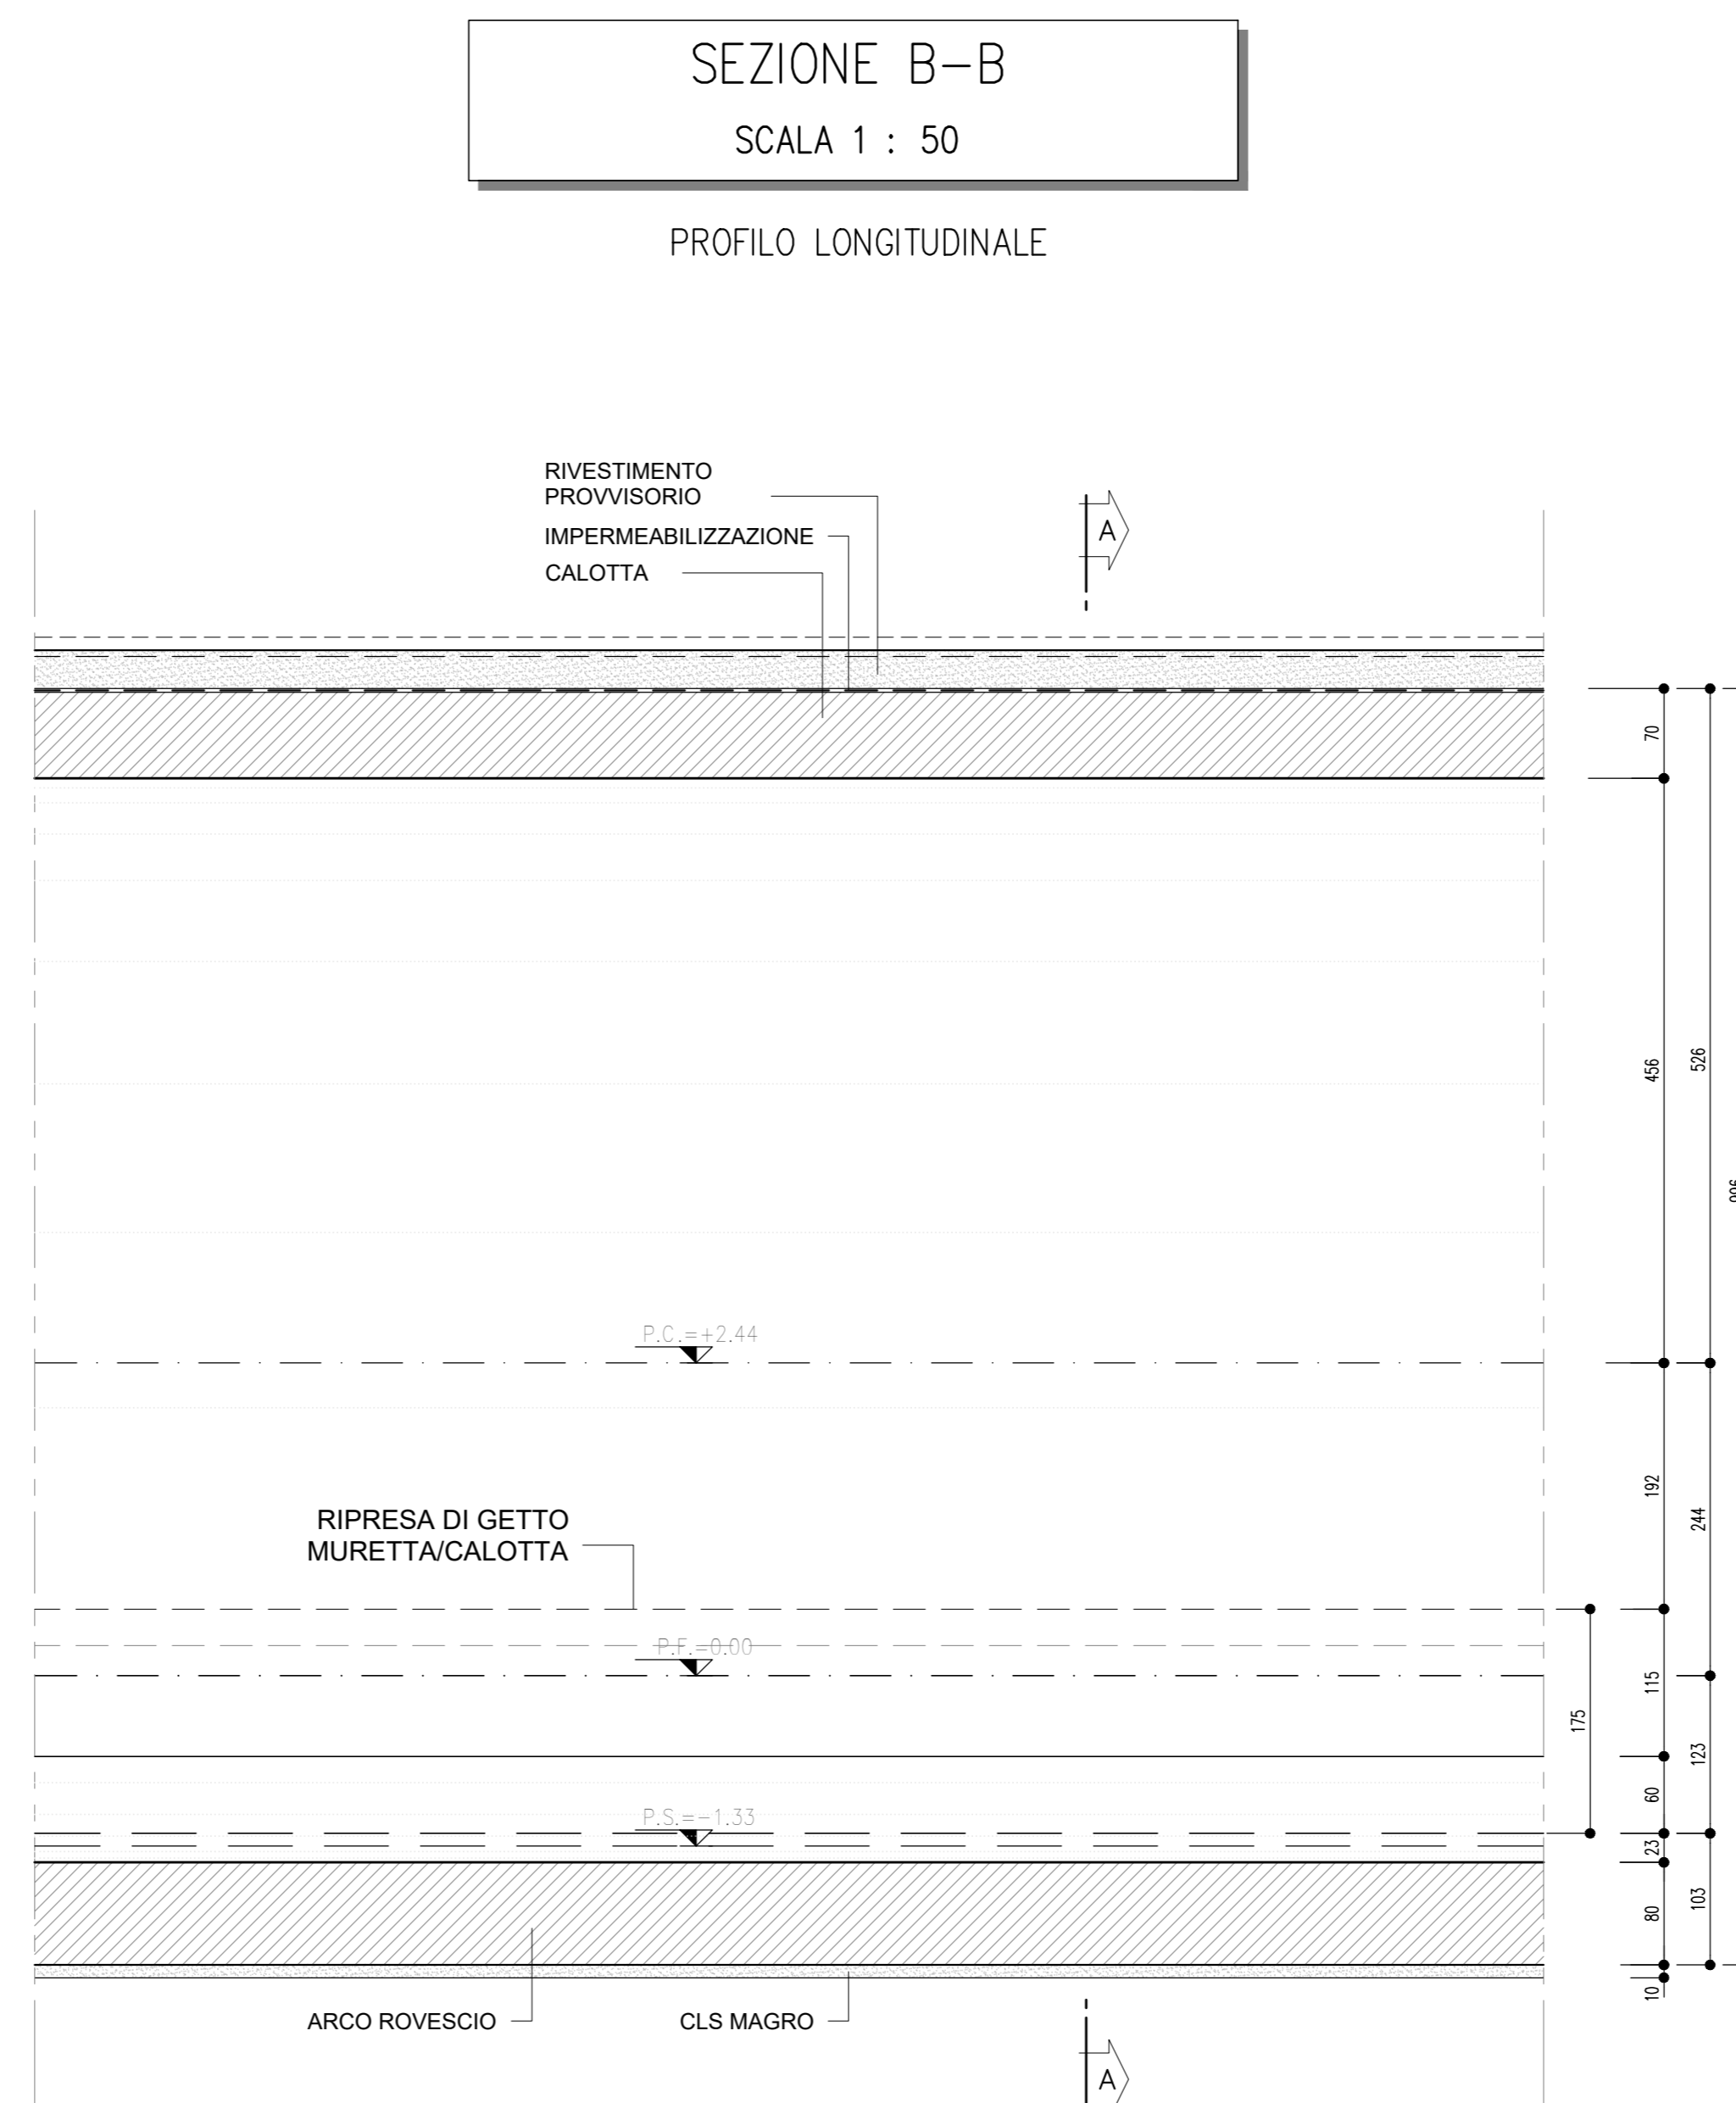 SEZIONE B-B
SCALA 1 : 50
PROFILO LONGITUDINALE
RIVESTIMENTO
PROVVISORIO
IMPERMEABILIZZAZIONE
CALOTTA
A
70
456
526
P.C.=+2.44
192
244
RIPRESA DI GETTO
MURETTA/CALOTTA
P.F.=0.00
115
175
123
60
P.S.=-1.33
23
80
103
10
ARCO ROVESCIO
CLS MAGRO
A